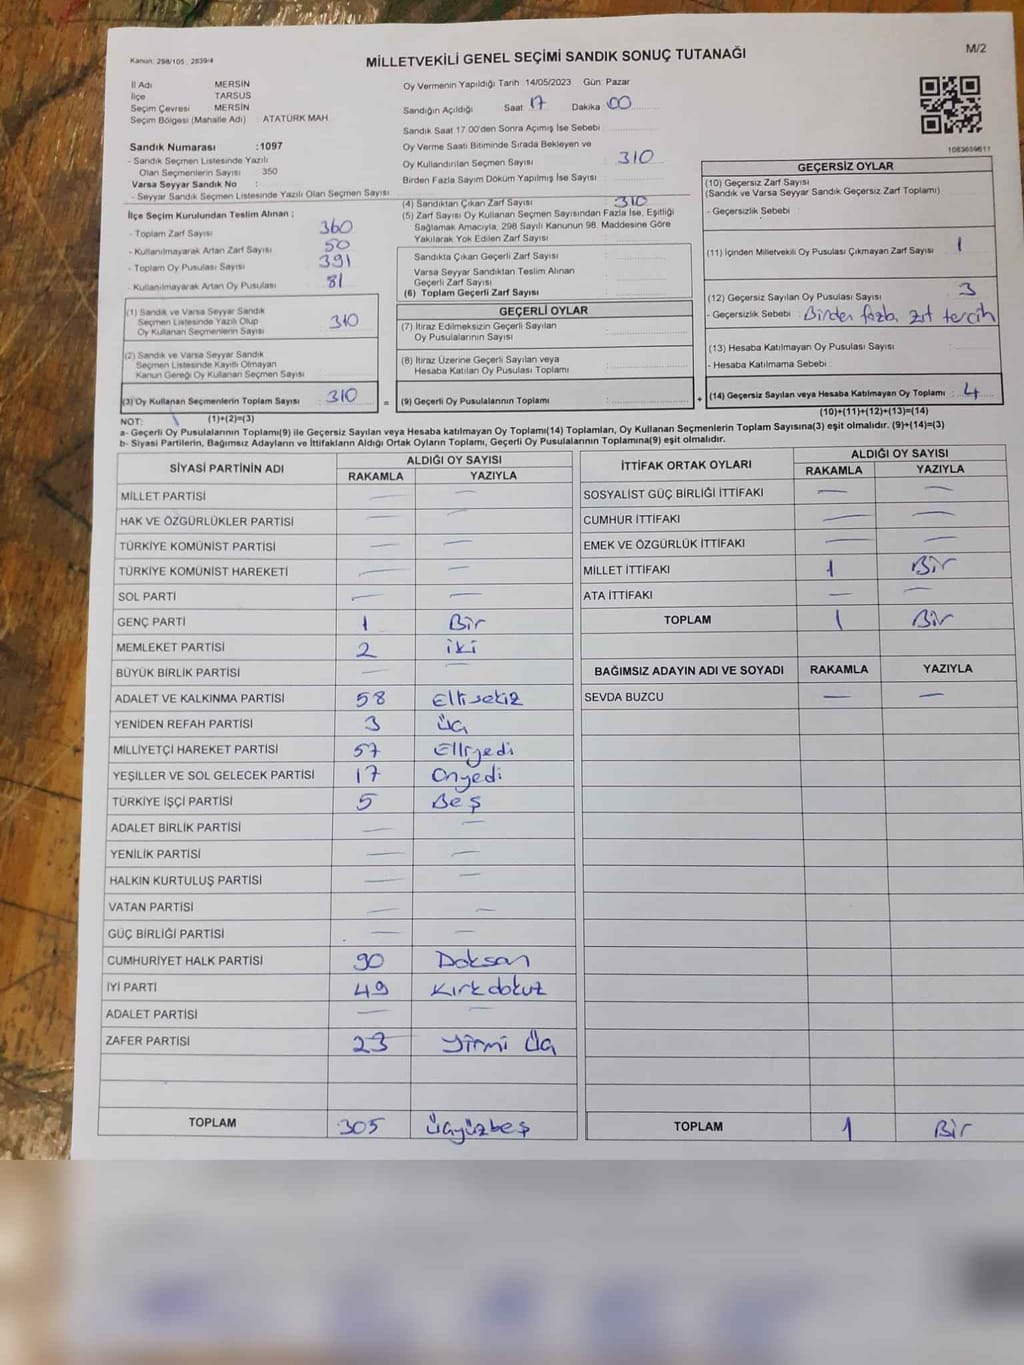 Kanun: 298/105 , 2839/4
MİLLETVEKİLİ GENEL SEÇİMİ SANDIK SONUÇ TUTANAĞI
M/2
İl Adı MERSİN
İlçe TARSUS
Seçim Çevresi MERSİN
Seçim Bölgesi (Mahalle Adı) ATATÜRK MAH.
Sandık Numarası :1097
- Sandık Seçmen Listesinde Yazılı
Olan Seçmenlerin Sayısı 350
Varsa Seyyar Sandık No :
- Seyyar Sandık Seçmen Listesinde Yazılı Olan Seçmen Sayısı
İlçe Seçim Kurulundan Teslim Alınan ;
- Toplam Zarf Sayısı 360
- Kullanılmayarak Artan Zarf Sayısı 50
- Toplam Oy Pusulası Sayısı 391
- Kullanılmayarak Artan Oy Pusulası 81
(1) Sandık ve Varsa Seyyar Sandık
Seçmen Listesinde Yazılı Olup
Oy Kullanan Seçmenlerin Sayısı 310
(2) Sandık ve Varsa Seyyar Sandık
Seçmen Listesinde Kayıtlı Olmayan
Kanun Gereği Oy Kullanan Seçmen Sayısı
(3) Oy Kullanan Seçmenlerin Toplam Sayısı 310
(1)+(2)=(3)
Oy Vermenin Yapıldığı Tarih 14/05/2023 Gün: Pazar
Sandığın Açıldığı Saat 17 Dakika 00
Sandık Saat 17.00'den Sonra Açımış İse Sebebi
Oy Verme Saati Bitiminde Sırada Bekleyen ve
Oy Kullandırılan Seçmen Sayısı 310
Birden Fazla Sayım Döküm Yapılmış İse Sayısı
(4) Sandıktan Çıkan Zarf Sayısı 310
(5) Zarf Sayısı Oy Kullanan Seçmen Sayısından Fazla İse, Eşitliği
Sağlamak Amacıyla, 298 Sayılı Kanunun 98. Maddesine Göre
Yakılarak Yok Edilen Zarf Sayısı
Sandıkta Çıkan Geçerli Zarf Sayısı
Varsa Seyyar Sandıktan Teslim Alınan
Geçerli Zarf Sayısı
(6) Toplam Geçerli Zarf Sayısı
GEÇERLİ OYLAR
(7) İtiraz Edilmeksizin Geçerli Sayılan
Oy Pusulalarının Sayısı
(8) İtiraz Üzerine Geçerli Sayılan veya
Hesaba Katılan Oy Pusulası Toplamı
= (9) Geçerli Oy Pusulalarının Toplamı
1083659611
GEÇERSİZ OYLAR
(10) Geçersiz Zarf Sayısı
(Sandık ve Varsa Seyyar Sandık Geçersiz Zarf Toplamı)
- Geçersizlik Sebebi
(11) İçinden Milletvekili Oy Pusulası Çıkmayan Zarf Sayısı 1
(12) Geçersiz Sayılan Oy Pusulası Sayısı 3
- Geçersizlik Sebebi : Birden fazla zıt tercih
(13) Hesaba Katılmayan Oy Pusulası Sayısı
- Hesaba Katılmama Sebebi :
+ (14) Geçersiz Sayılan veya Hesaba Katılmayan Oy Toplamı : 4
(10)+(11)+(12)+(13)=(14)
NOT:
a- Geçerli Oy Pusulalarının Toplamı(9) ile Geçersiz Sayılan veya Hesaba katılmayan Oy Toplamı(14) Toplamları, Oy Kullanan Seçmenlerin Toplam Sayısına(3) eşit olmalıdır. (9)+(14)=(3)
b- Siyasi Partilerin, Bağımsız Adayların ve İttifakların Aldığı Ortak Oyların Toplamı, Geçerli Oy Pusulalarının Toplamına(9) eşit olmalıdır.
SİYASİ PARTİNİN ADI ALDIĞI OY SAYISI
RAKAMLA YAZIYLA
MİLLET PARTİSİ — —
HAK VE ÖZGÜRLÜKLER PARTİSİ — —
TÜRKİYE KOMÜNİST PARTİSİ — —
TÜRKİYE KOMÜNİST HAREKETİ — —
SOL PARTİ — —
GENÇ PARTİ 1 Bir
MEMLEKET PARTİSİ 2 iki
BÜYÜK BİRLİK PARTİSİ — —
ADALET VE KALKINMA PARTİSİ 58 Ellisekiz
YENİDEN REFAH PARTİSİ 3 Üç
MİLLİYETÇİ HAREKET PARTİSİ 57 Elliyedi
YEŞİLLER VE SOL GELECEK PARTİSİ 17 Onyedi
TÜRKİYE İŞÇİ PARTİSİ 5 Beş
ADALET BİRLİK PARTİSİ — —
YENİLİK PARTİSİ — —
HALKIN KURTULUŞ PARTİSİ — —
VATAN PARTİSİ — —
GÜÇ BİRLİĞİ PARTİSİ — —
CUMHURİYET HALK PARTİSİ 90 Doksan
İYİ PARTİ 49 Kırkdokuz
ADALET PARTİSİ — —
ZAFER PARTİSİ 23 Yirmi Üç
TOPLAM 305 Üçyüzbeş
İTTİFAK ORTAK OYLARI ALDIĞI OY SAYISI
RAKAMLA YAZIYLA
SOSYALİST GÜÇ BİRLİĞİ İTTİFAKI — —
CUMHUR İTTİFAKI — —
EMEK VE ÖZGÜRLÜK İTTİFAKI — —
MİLLET İTTİFAKI 1 Bir
ATA İTTİFAKI — —
TOPLAM 1 Bir
BAĞIMSIZ ADAYIN ADI VE SOYADI RAKAMLA YAZIYLA
SEVDA BUZCU — —
TOPLAM 1 Bir